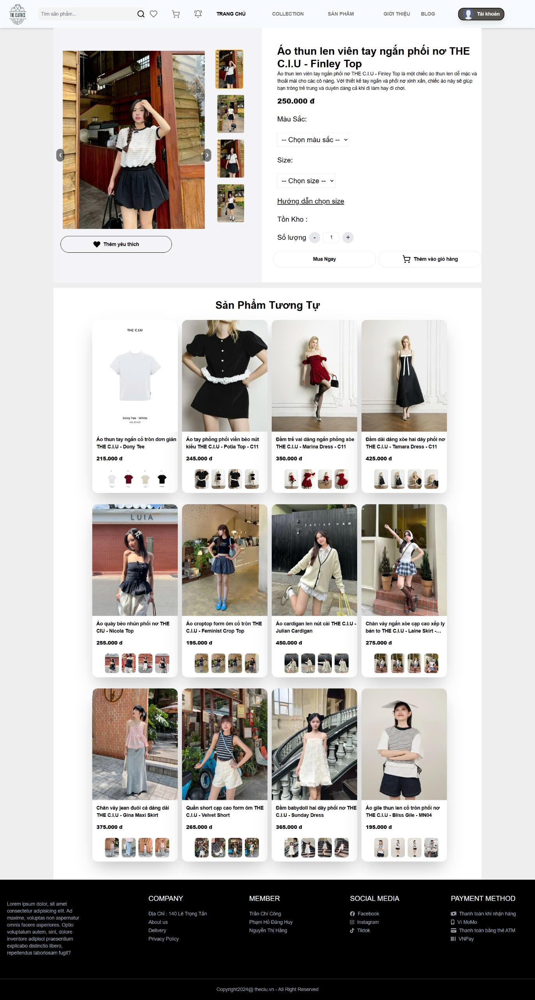 THE CLOTHES
Tìm sản phẩm...
TRANG CHỦ
COLLECTION
SẢN PHẨM
GIỚI THIỆU
BLOG
Tài khoản
Áo thun len viên tay ngắn phối nơ THE
C.I.U - Finley Top
Áo thun len viên tay ngắn phối nơ THE C.I.U - Finley Top là một chiếc áo thun len dễ mặc và
thoải mái cho các cô nàng. Với thiết kế tay ngắn và phối nơ xinh xắn, chiếc áo này sẽ giúp
bạn trông trẻ trung và duyên dáng cả khi đi làm hay đi chơi.
250.000 đ
Màu Sắc:
-- Chọn màu sắc --
Size:
-- Chọn size --
Hướng dẫn chọn size
Tồn Kho :
Số lượng - 1 +
Thêm yêu thích
Mua Ngay
Thêm vào giỏ hàng
Sản Phẩm Tương Tự
THE C.I.U
Dony Tee - White
Áo thun tay ngắn cổ tròn đơn giản
THE C.I.U - Dony Tee
215.000 đ
Áo tay phồng phối viền bèo nút
kiểu THE C.I.U - Potia Top - C11
245.000 đ
Đầm trễ vai dáng ngắn phồng xòe
THE C.I.U - Marina Dress - C11
350.000 đ
Đầm dài dáng xòe hai dây phối nơ
THE C.I.U - Tamara Dress - C11
425.000 đ
LUIA
14C/49 HAN
Áo quây bèo nhún phối nơ THE
CIU - Nicola Top
255.000 đ
Áo croptop form ôm cổ tròn THE
C.I.U - Feminist Crop Top
195.000 đ
Áo cardigan len nút cài THE C.I.U -
Julian Cardigan
450.000 đ
Chân váy ngắn xòe cạp cao xếp ly
bản to THE C.I.U - Laine Skirt -...
275.000 đ
Chân váy jean đuôi cá dáng dài
THE C.I.U - Gina Maxi Skirt
375.000 đ
Quần short cạp cao form ôm THE
C.I.U - Velvet Short
265.000 đ
Đầm babydoll hai dây phối nơ THE
C.I.U - Sunday Dress
365.000 đ
Áo gile thun len cổ tròn phối nơ
THE C.I.U - Bliss Gile - MN04
195.000 đ
Lorem ipsum dolor, sit amet
consectetur adipisicing elit. Ad
maxime, voluptas non aspernatur
omnis facere asperiores. Optio
voluptatum autem, sint, dolore
inventore adipisci praesentium
explicabo distinctio libero,
repellendus laboriosam fugit?
COMPANY
Địa Chỉ : 140 Lê Trọng Tấn
About us
Delivery
Privacy Policy
MEMBER
Trần Chí Công
Phạm Hồ Đăng Huy
Nguyễn Thị Hằng
SOCIAL MEDIA
Facebook
Instagram
Tiktok
PAYMENT METHOD
Thanh toán khi nhận hàng
Ví MoMo
Thanh toán bằng thẻ ATM
VNPay
Copyright2024@ theciu.vn - All Right Reserved